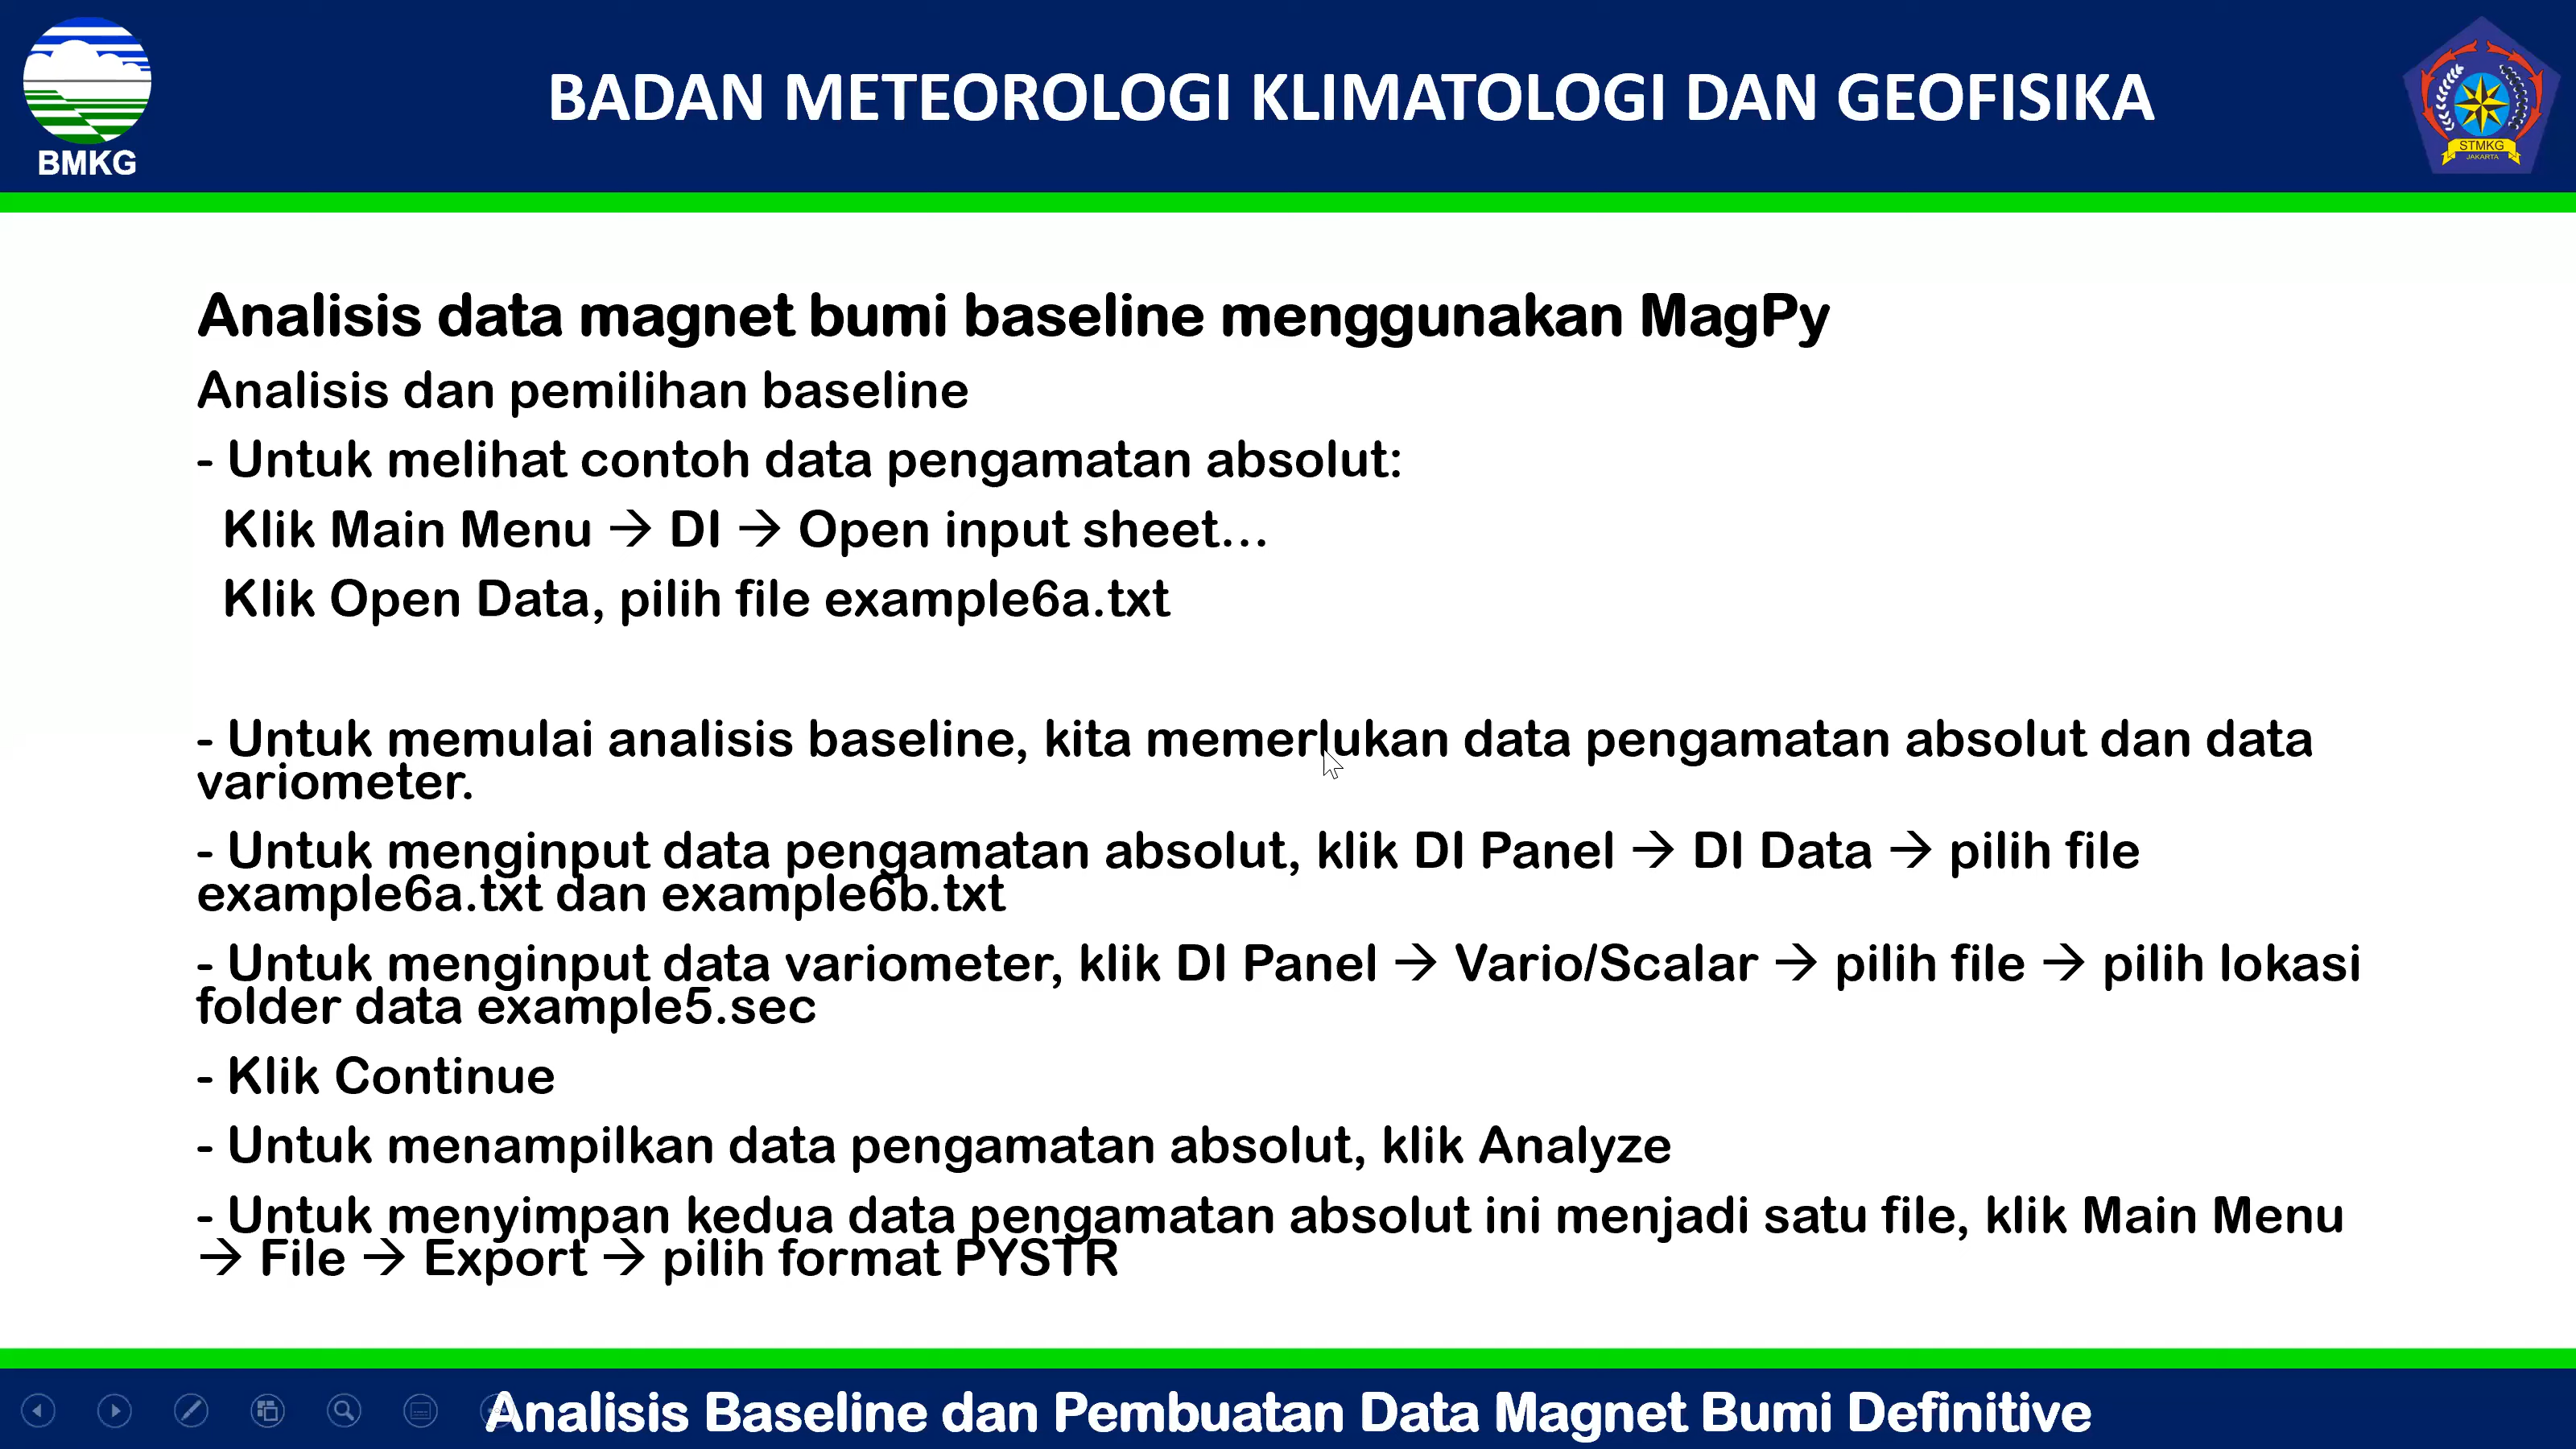 BADAN METEOROLOGI KLIMATOLOGI DAN GEOFISIKA
BMKG
STMKG
JAKARTA
Analisis data magnet bumi baseline menggunakan MagPy
Analisis dan pemilihan baseline
- Untuk melihat contoh data pengamatan absolut:
Klik Main Menu → DI → Open input sheet...
Klik Open Data, pilih file example6a.txt
- Untuk memulai analisis baseline, kita memerlukan data pengamatan absolut dan data
variometer.
- Untuk menginput data pengamatan absolut, klik DI Panel → DI Data → pilih file
example6a.txt dan example6b.txt
- Untuk menginput data variometer, klik DI Panel → Vario/Scalar → pilih file → pilih lokasi
folder data example5.sec
- Klik Continue
- Untuk menampilkan data pengamatan absolut, klik Analyze
- Untuk menyimpan kedua data pengamatan absolut ini menjadi satu file, klik Main Menu
→ File → Export → pilih format PYSTR
Analisis Baseline dan Pembuatan Data Magnet Bumi Definitive